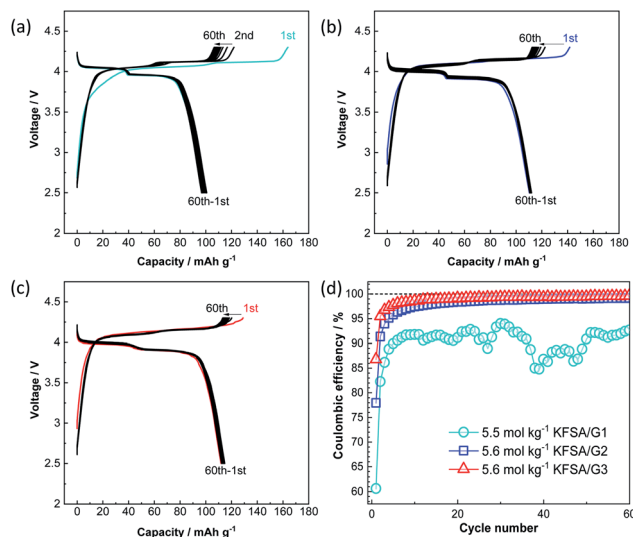 (a)
60th 2nd 1st
60th-1st
4.5
4
3.5
3
2.5
2
Voltage / V
0 20 40 60 80 100 120 140 160 180
Capacity / mAh g-1
(b)
60th 1st
60th-1st
4.5
4
3.5
3
2.5
2
Voltage / V
0 20 40 60 80 100 120 140 160 180
Capacity / mAh g-1
(c)
60th 1st
60th-1st
4.5
4
3.5
3
2.5
2
Voltage / V
0 20 40 60 80 100 120 140 160 180
Capacity / mAh g-1
(d)
100
95
90
85
80
75
70
65
60
Coulombic efficiency / %
5.5 mol kg-1 KFSA/G1
5.6 mol kg-1 KFSA/G2
5.6 mol kg-1 KFSA/G3
0 20 40 60
Cycle number